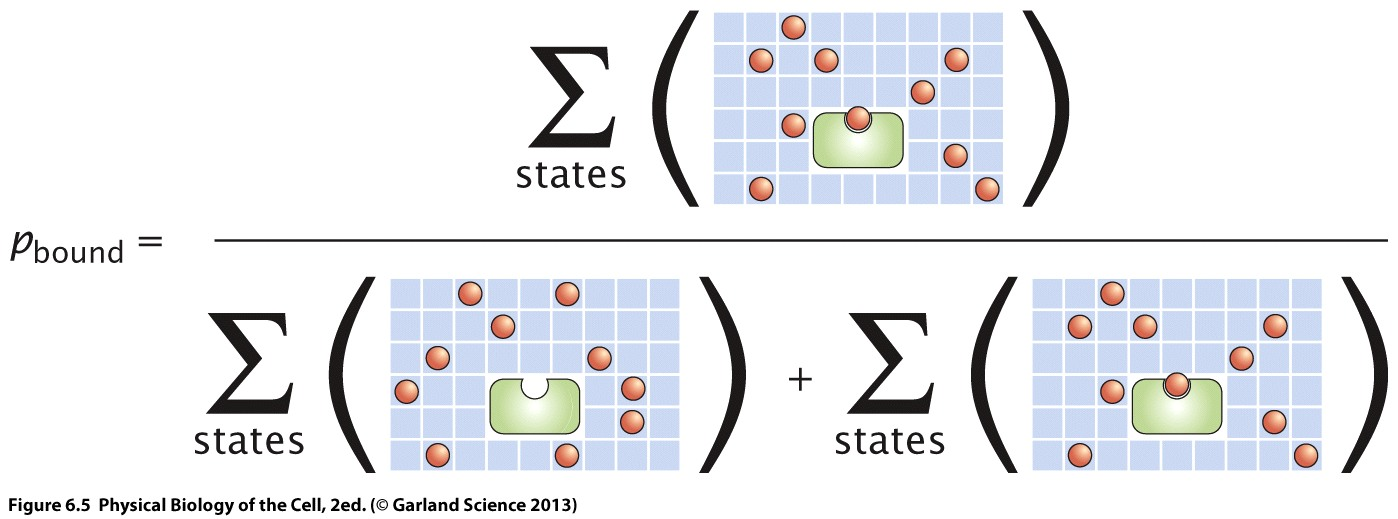 Σ
states
p_bound =
Σ
states
+
Σ
states
Figure 6.5 Physical Biology of the Cell, 2ed. (© Garland Science 2013)